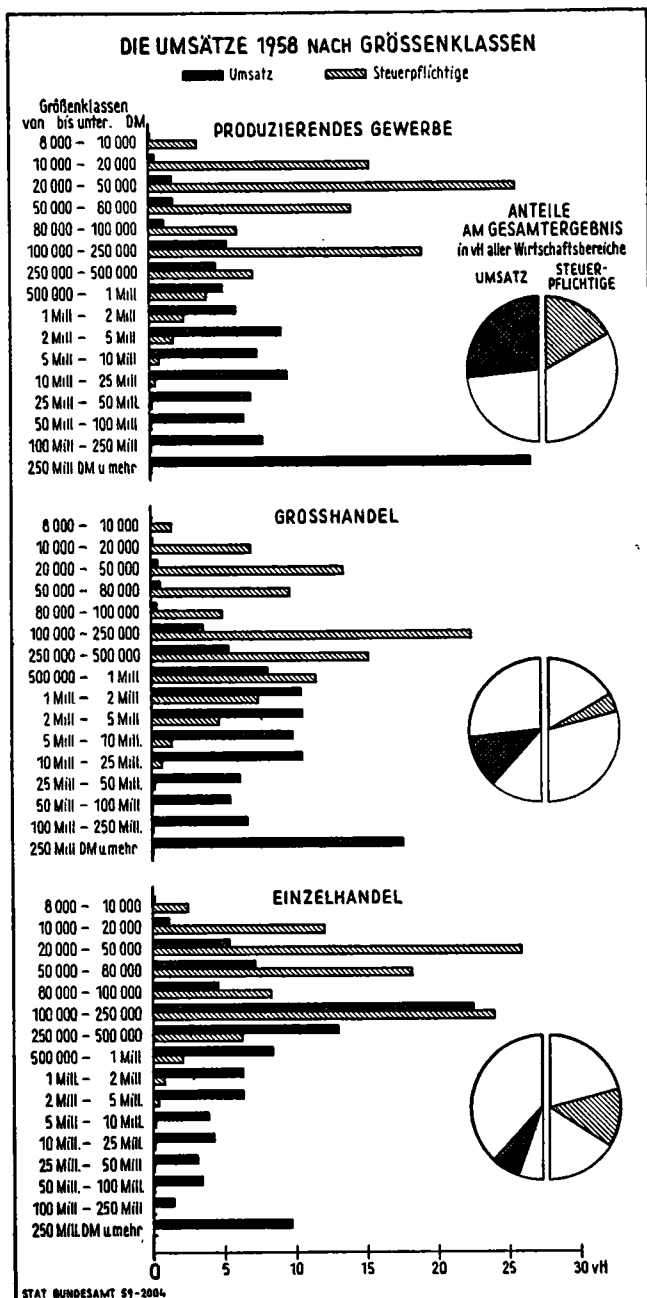 DIE UMSÄTZE 1958 NACH GRÖSSENKLASSEN
Umsatz Steuerpflichtige
Größenklassen
von bis unter. DM
PRODUZIERENDES GEWERBE
8 000 – 10 000
10 000 – 20 000
20 000 – 50 000
50 000 – 80 000
80 000 – 100 000
100 000 – 250 000
250 000 – 500 000
500 000 – 1 Mill
1 Mill – 2 Mill
2 Mill – 5 Mill
5 Mill – 10 Mill
10 Mill – 25 Mill
25 Mill – 50 Mill.
50 Mill – 100 Mill
100 Mill – 250 Mill
250 Mill DM u mehr
ANTEILE
AM GESAMTERGEBNIS
in vH aller Wirtschaftsbereiche
UMSATZ STEUER-
PFLICHTIGE
GROSSHANDEL
8 000 – 10 000
10 000 – 20 000
20 000 – 50 000
50 000 – 80 000
80 000 – 100 000
100 000 – 250 000
250 000 – 500 000
500 000 – 1 Mill
1 Mill – 2 Mill
2 Mill – 5 Mill
5 Mill – 10 Mill.
10 Mill – 25 Mill.
25 Mill – 50 Mill.
50 Mill – 100 Mill
100 Mill – 250 Mill.
250 Mill DM u.mehr
EINZELHANDEL
8 000 – 10 000
10 000 – 20 000
20 000 – 50 000
50 000 – 80 000
80 000 – 100 000
100 000 – 250 000
250 000 – 500 000
500 000 – 1 Mill
1 Mill. – 2 Mill
2 Mill – 5 Mill.
5 Mill – 10 Mill.
10 Mill. – 25 Mill.
25 Mill. – 50 Mill
50 Mill. – 100 Mill.
100 Mill – 250 Mill
250 Mill.DM u.mehr
0 5 10 15 20 25 30 vH
STAT BUNDESAMT 59-2004